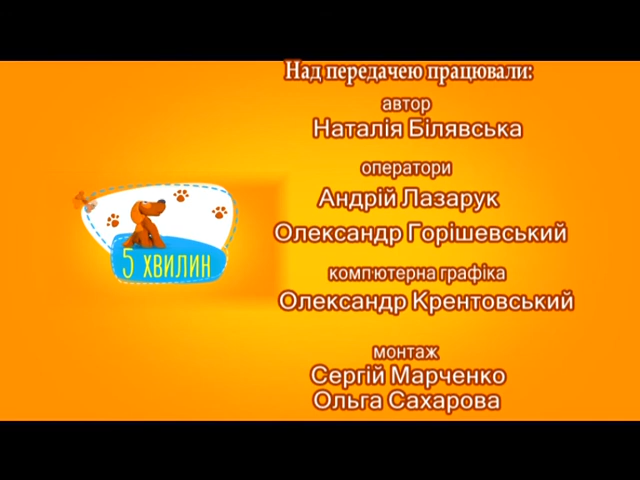 Над передачею працювали:
автор
Наталія Білявська
оператори
Андрій Лазарук
Олександр Горішевський
5 ХВИЛИН
комп'ютерна графіка
Олександр Крентовський
монтаж
Сергій Марченко
Ольга Сахарова